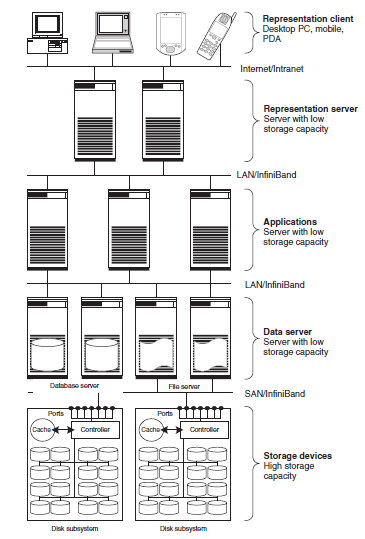 Representation client
Desktop PC, mobile,
PDA
Internet/Intranet
Representation server
Server with low
storage capacity
LAN/InfiniBand
Applications
Server with low
storage capacity
LAN/InfiniBand
Data server
Server with low
storage capacity
Database server
File server
SAN/InfiniBand
Ports
Ports
Cache
Controller
Cache
Controller
Storage devices
High storage
capacity
Disk subsystem
Disk subsystem